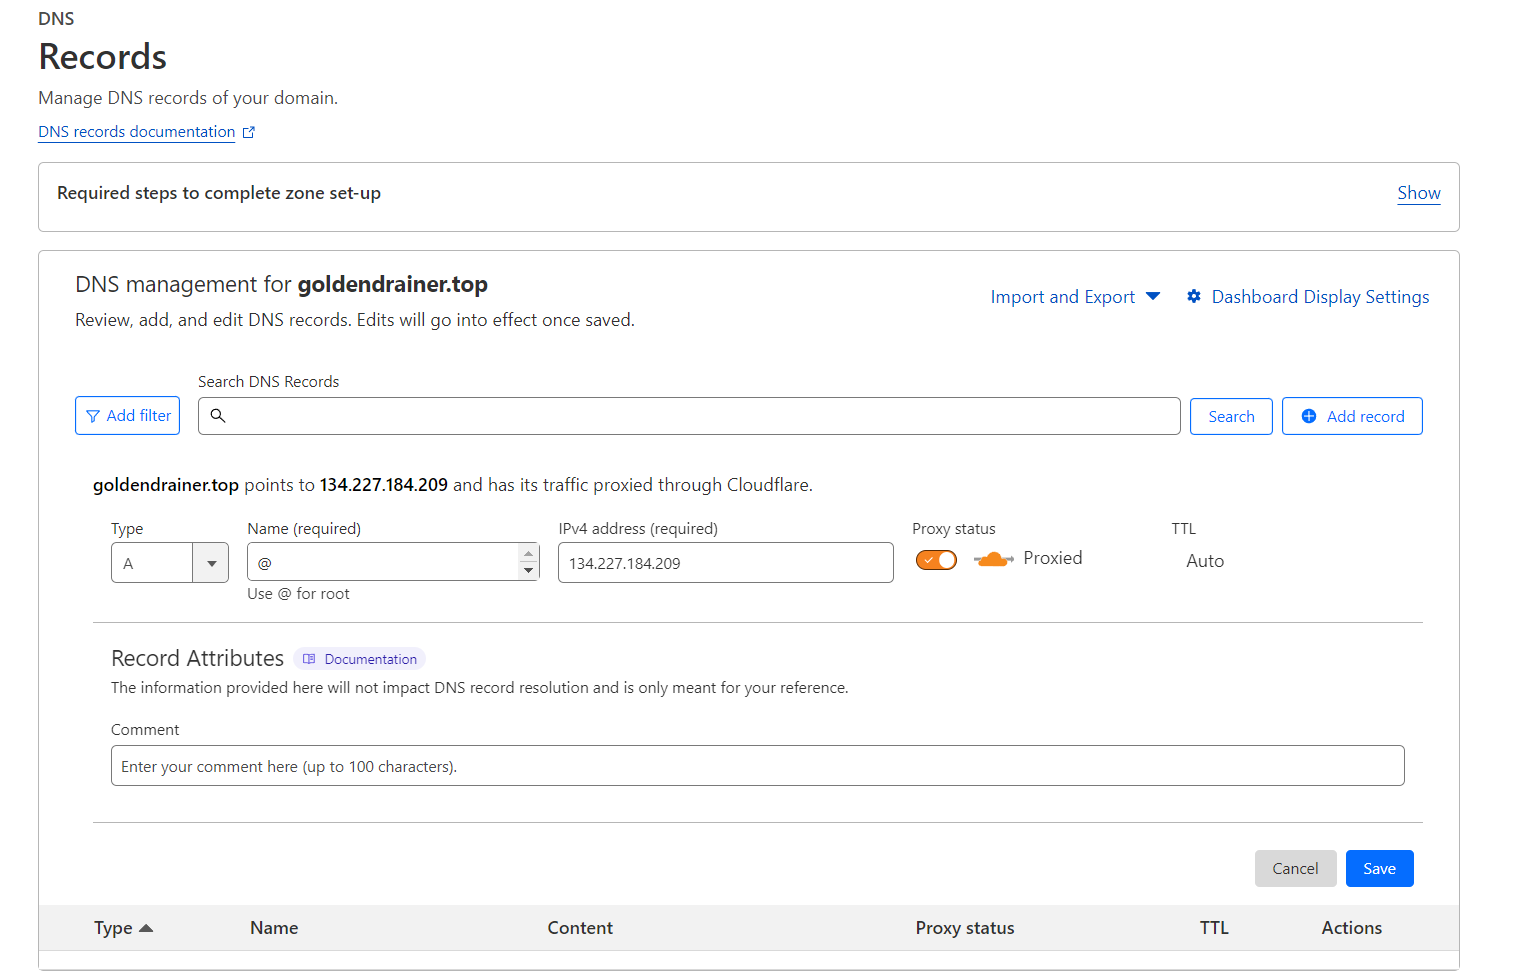 DNS
Records
Manage DNS records of your domain.
DNS records documentation
Required steps to complete zone set-up
Show
DNS management for goldendrainer.top
Review, add, and edit DNS records. Edits will go into effect once saved.
Import and Export
Dashboard Display Settings
Search DNS Records
Add filter
Search
Add record
goldendrainer.top points to 134.227.184.209 and has its traffic proxied through Cloudflare.
Type
Name (required)
IPv4 address (required)
Proxy status
TTL
A
@
134.227.184.209
Proxied
Auto
Use @ for root
Record Attributes
Documentation
The information provided here will not impact DNS record resolution and is only meant for your reference.
Comment
Enter your comment here (up to 100 characters).
Cancel
Save
Type
Name
Content
Proxy status
TTL
Actions